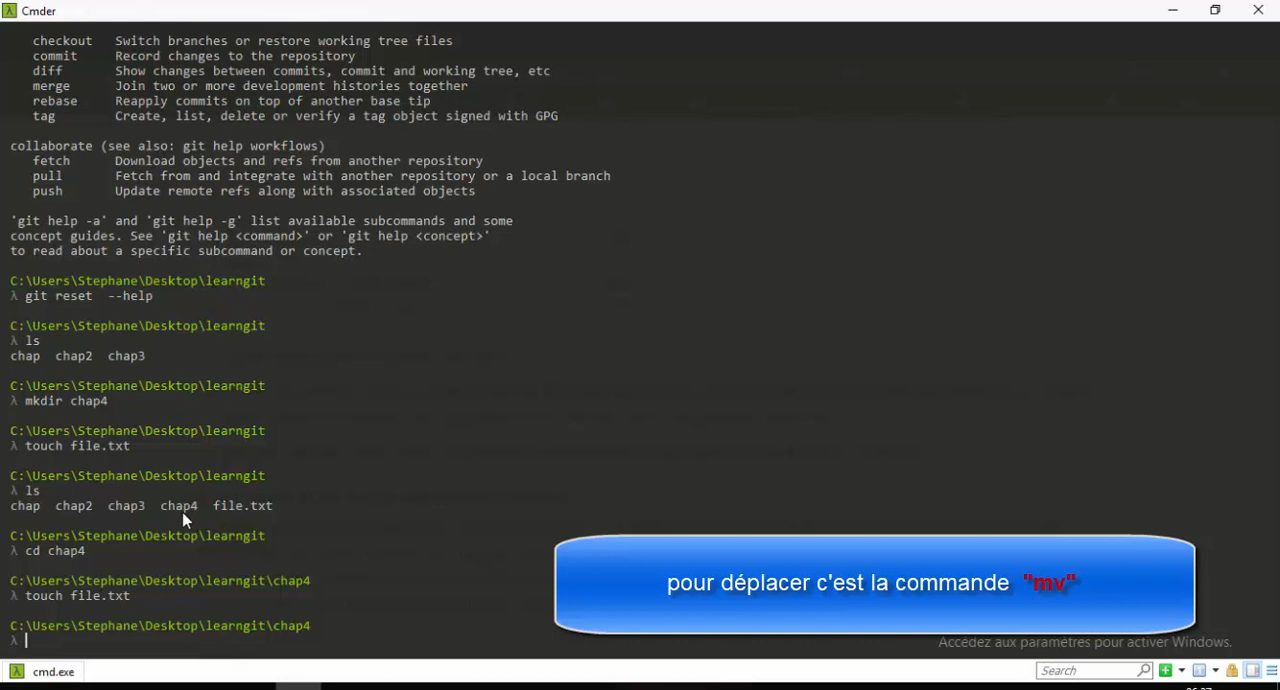 Cmder
checkout Switch branches or restore working tree files
commit Record changes to the repository
diff Show changes between commits, commit and working tree, etc
merge Join two or more development histories together
rebase Reapply commits on top of another base tip
tag Create, list, delete or verify a tag object signed with GPG
collaborate (see also: git help workflows)
fetch Download objects and refs from another repository
pull Fetch from and integrate with another repository or a local branch
push Update remote refs along with associated objects
'git help -a' and 'git help -g' list available subcommands and some
concept guides. See 'git help <command>' or 'git help <concept>'
to read about a specific subcommand or concept.
C:\Users\Stephane\Desktop\learngit
λ git reset --help
C:\Users\Stephane\Desktop\learngit
λ ls
chap chap2 chap3
C:\Users\Stephane\Desktop\learngit
λ mkdir chap4
C:\Users\Stephane\Desktop\learngit
λ touch file.txt
C:\Users\Stephane\Desktop\learngit
λ ls
chap chap2 chap3 chap4 file.txt
C:\Users\Stephane\Desktop\learngit
λ cd chap4
C:\Users\Stephane\Desktop\learngit\chap4
λ touch file.txt
C:\Users\Stephane\Desktop\learngit\chap4
λ
pour déplacer c'est la commande "mv"
Accédez aux paramètres pour activer Windows.
cmd.exe
Search